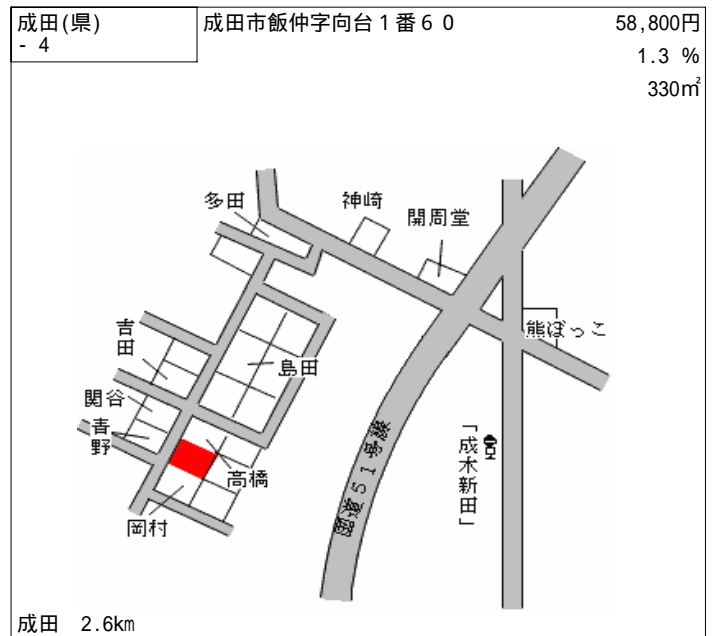 成田(県)
- 4
成田市飯仲字向台１番６０
58,800円
1.3 %
330㎡
多田
神崎
開周堂
熊ぼっこ
吉田
島田
関谷
青野
高橋
岡村
国道５１号線
「成木新田」
成田 2.6km